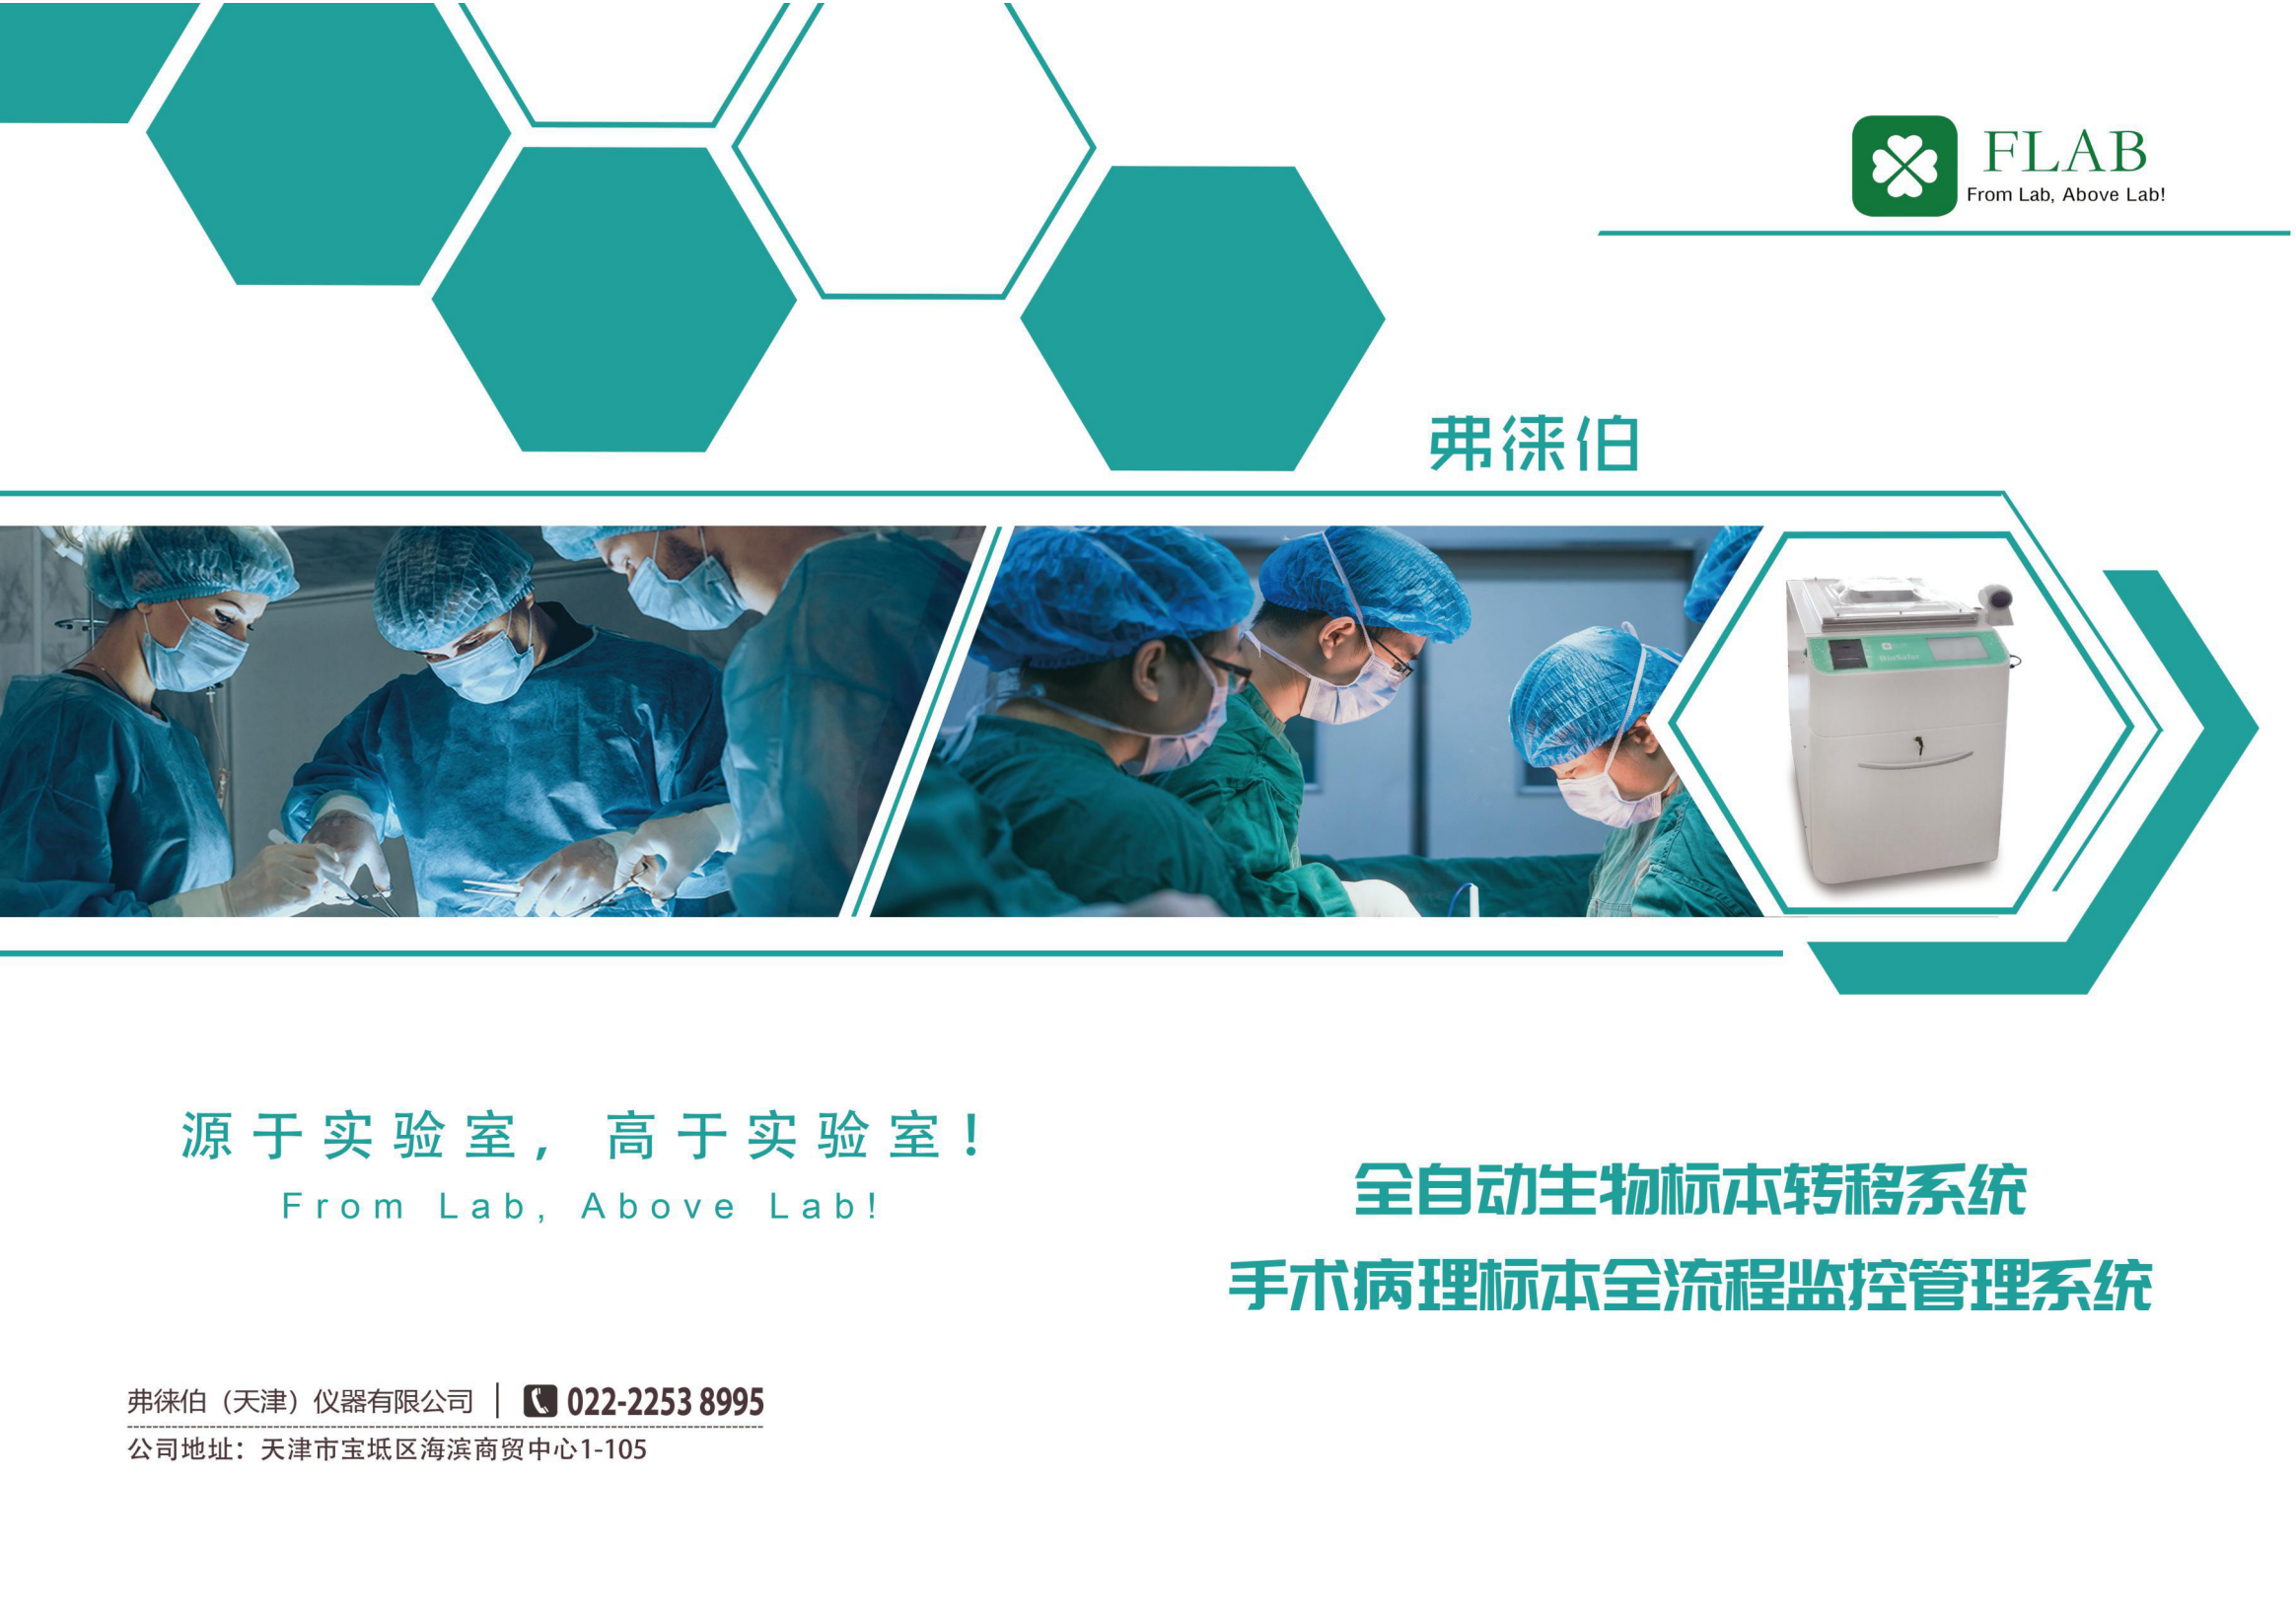 FLAB
From Lab, Above Lab!
弗徕伯
源于实验室，高于实验室！
From Lab, Above Lab!
全自动生物标本转移系统
手术病理标本全流程监控管理系统
弗徕伯（天津）仪器有限公司 | 022-2253 8995
公司地址：天津市宝坻区海滨商贸中心1-105